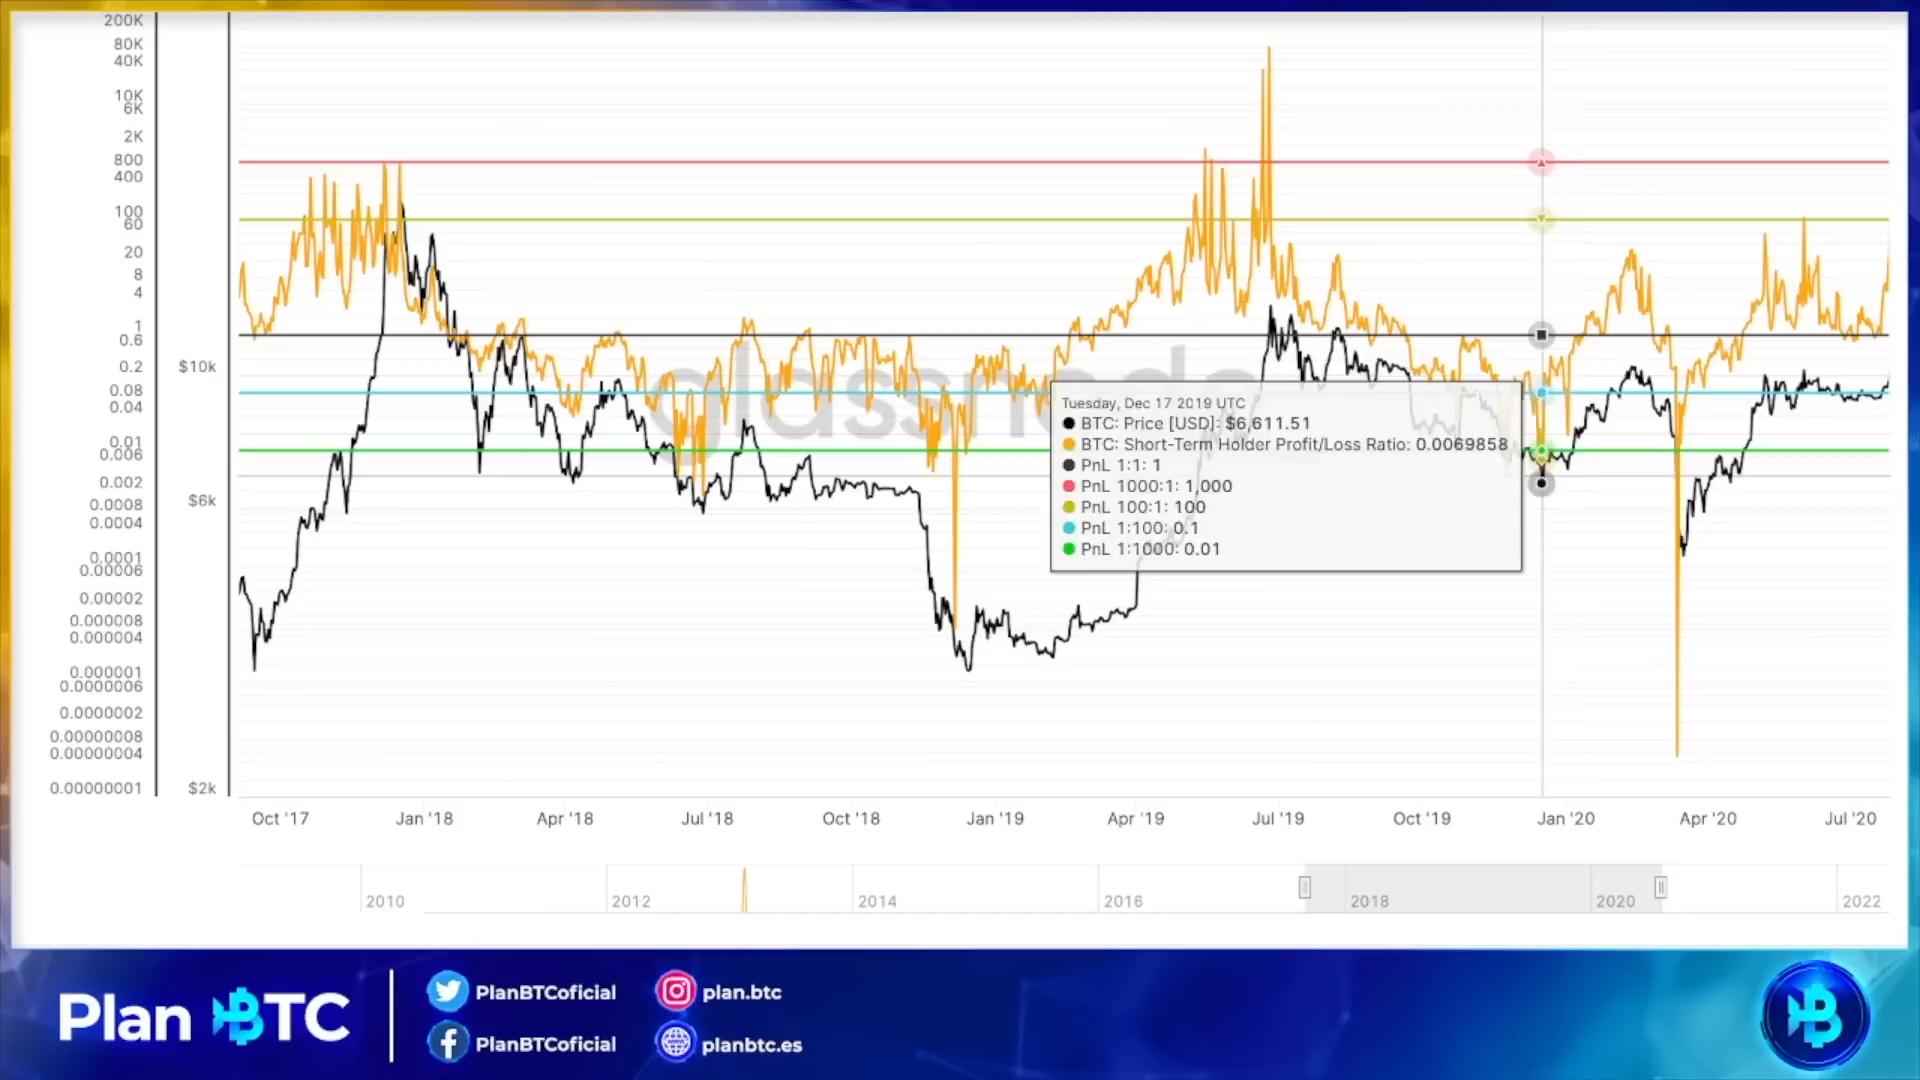 200K
80K
40K
10K
6K
2K
800
400
100
60
20
8
4
1
0.6
0.2
0.08
0.04
0.01
0.006
0.002
0.0008
0.0004
0.0001
0.00006
0.00002
0.000008
0.000004
0.000001
0.0000006
0.0000002
0.00000008
0.00000004
0.00000001
$10k
$6k
$2k
glassnode
Tuesday, Dec 17 2019 UTC
BTC: Price [USD]: $6,611.51
BTC: Short-Term Holder Profit/Loss Ratio: 0.0069858
PnL 1:1: 1
PnL 1000:1: 1,000
PnL 100:1: 100
PnL 1:100: 0.1
PnL 1:1000: 0.01
Oct '17 Jan '18 Apr '18 Jul '18 Oct '18 Jan '19 Apr '19 Jul '19 Oct '19 Jan '20 Apr '20 Jul '20
2010 2012 2014 2016 2018 2020 2022
Plan BTC
PlanBTCoficial plan.btc
PlanBTCoficial planbtc.es